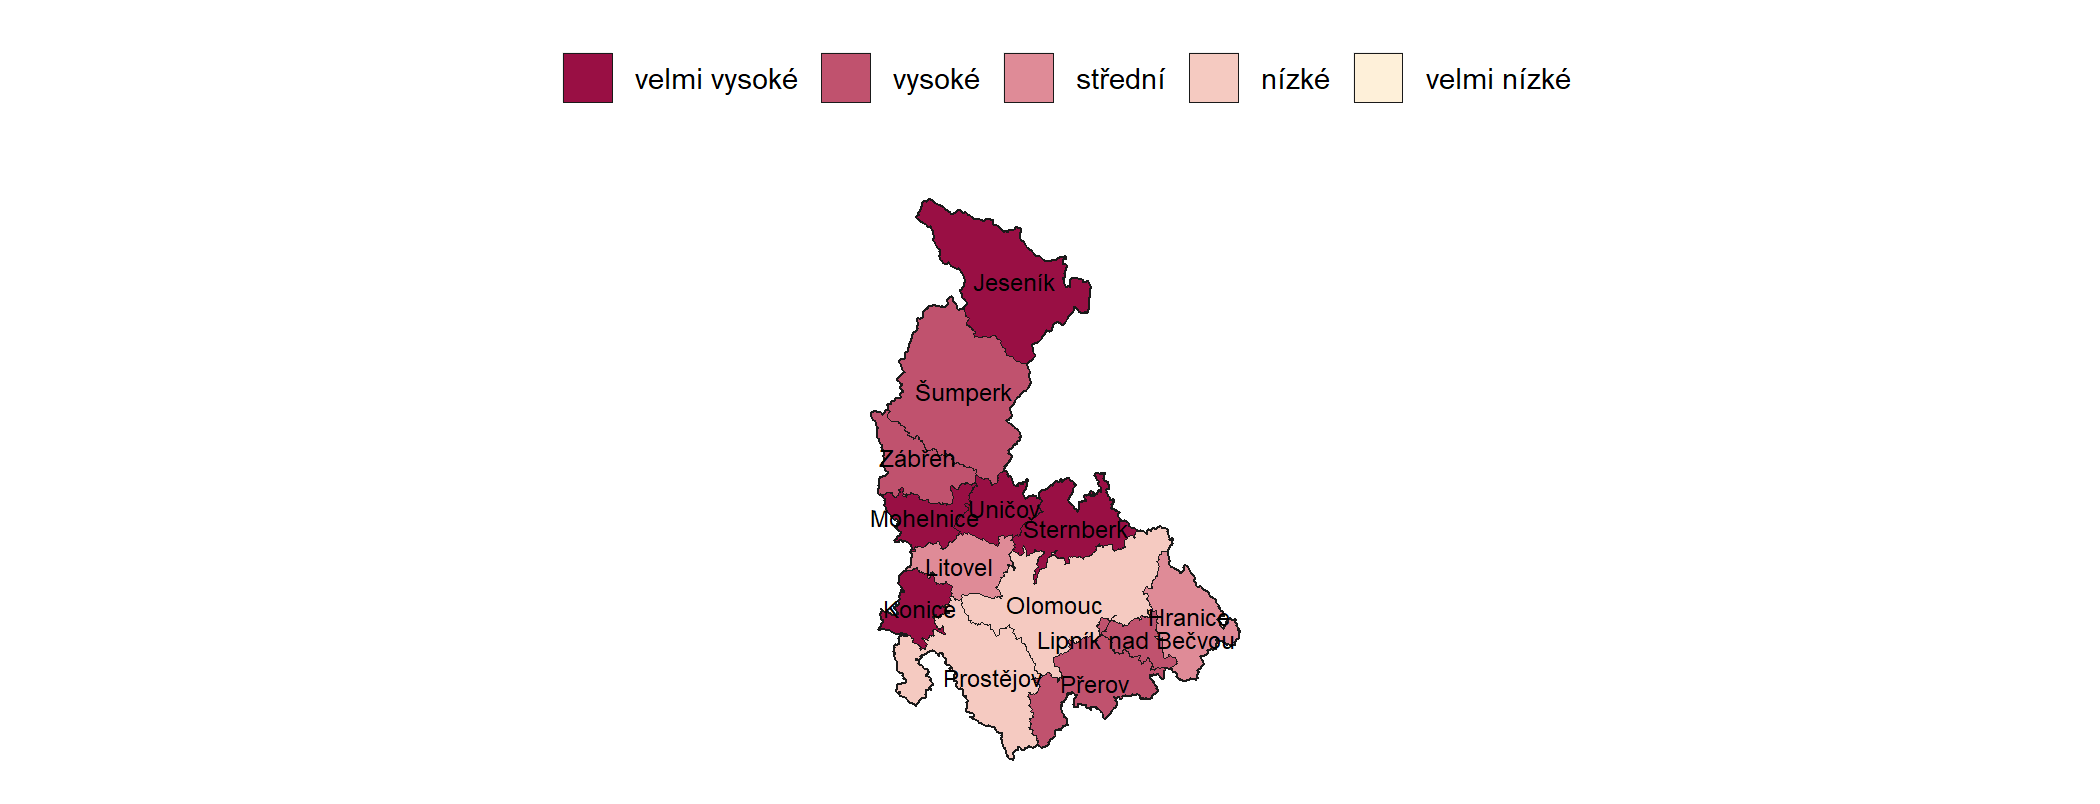 velmi vysoké vysoké střední nízké velmi nízké
Jeseník
Šumperk
Zábřeh
Uničov
Mohelnice
Šternberk
Litovel
Olomouc
Konice
Hranice
Lipník nad Bečvou
Prostějov
Přerov